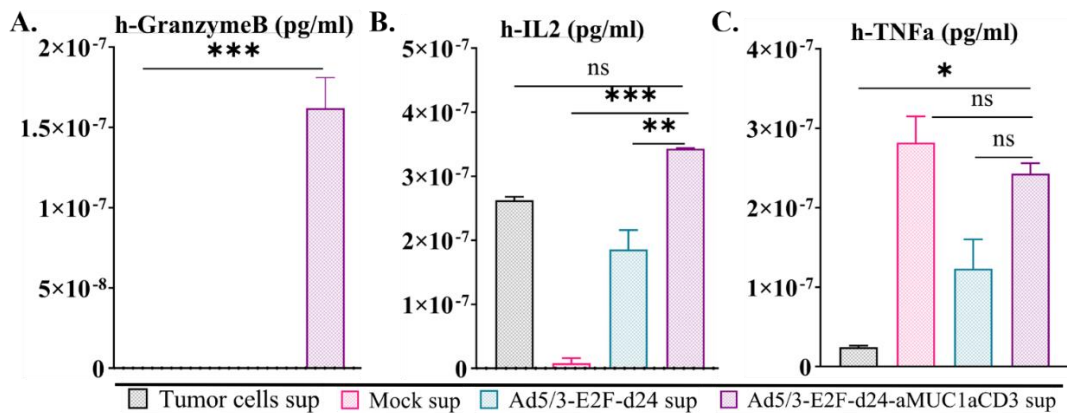 A. h-GranzymeB (pg/ml)
2×10⁻⁷
1.5×10⁻⁷
1×10⁻⁷
5×10⁻⁸
0
***
B. h-IL2 (pg/ml)
5×10⁻⁷
4×10⁻⁷
3×10⁻⁷
2×10⁻⁷
1×10⁻⁷
0
ns
***
**
C. h-TNFa (pg/ml)
4×10⁻⁷
3×10⁻⁷
2×10⁻⁷
1×10⁻⁷
0
*
ns
ns
Tumor cells sup Mock sup Ad5/3-E2F-d24 sup Ad5/3-E2F-d24-aMUC1aCD3 sup